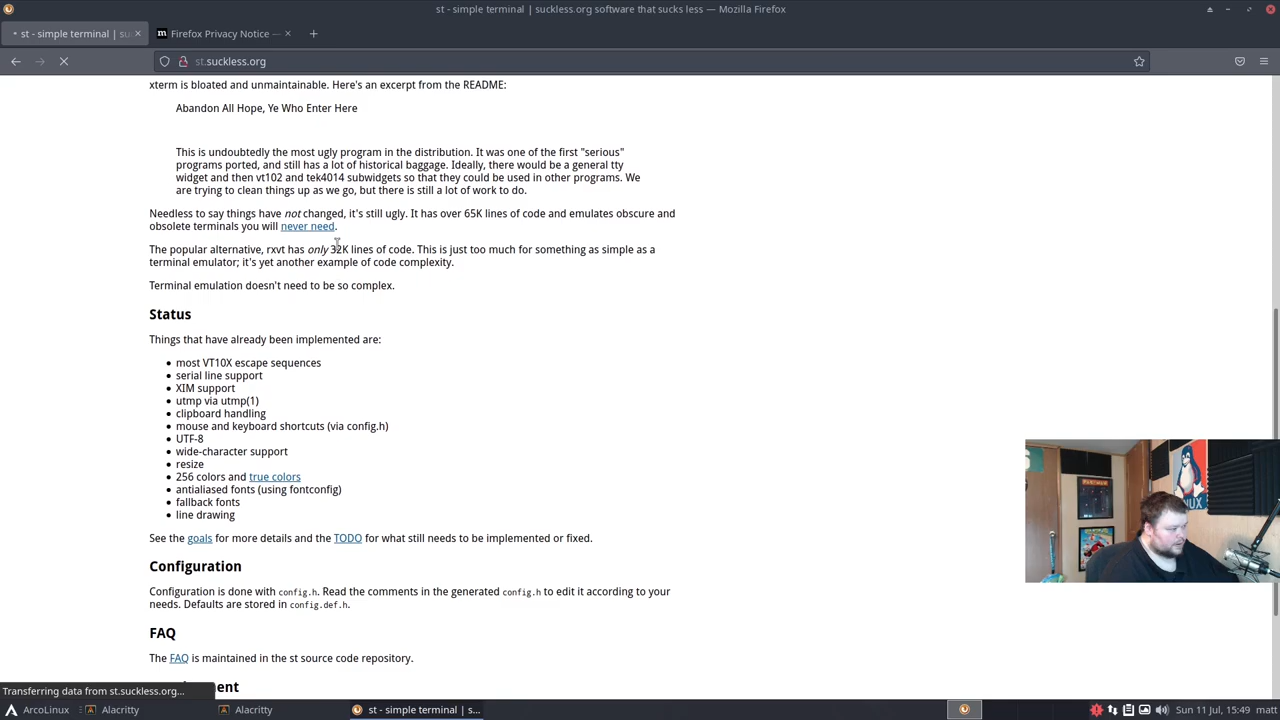 st - simple terminal | suckless.org software that sucks less — Mozilla Firefox
st - simple terminal | su
Firefox Privacy Notice —
st.suckless.org
xterm is bloated and unmaintainable. Here's an excerpt from the README:
Abandon All Hope, Ye Who Enter Here
This is undoubtedly the most ugly program in the distribution. It was one of the first "serious"
programs ported, and still has a lot of historical baggage. Ideally, there would be a general tty
widget and then vt102 and tek4014 subwidgets so that they could be used in other programs. We
are trying to clean things up as we go, but there is still a lot of work to do.
Needless to say things have not changed, it's still ugly. It has over 65K lines of code and emulates obscure and
obsolete terminals you will never need.
The popular alternative, rxvt has only 32K lines of code. This is just too much for something as simple as a
terminal emulator; it's yet another example of code complexity.
Terminal emulation doesn't need to be so complex.
Status
Things that have already been implemented are:
most VT10X escape sequences
serial line support
XIM support
utmp via utmp(1)
clipboard handling
mouse and keyboard shortcuts (via config.h)
UTF-8
wide-character support
resize
256 colors and true colors
antialiased fonts (using fontconfig)
fallback fonts
line drawing
See the goals for more details and the TODO for what still needs to be implemented or fixed.
Configuration
Configuration is done with config.h. Read the comments in the generated config.h to edit it according to your
needs. Defaults are stored in config.def.h.
FAQ
The FAQ is maintained in the st source code repository.
Transferring data from st.suckless.org...
ArcoLinux
Alacritty
Alacritty
st - simple terminal | s...
Sun 11 Jul, 15:49
matt